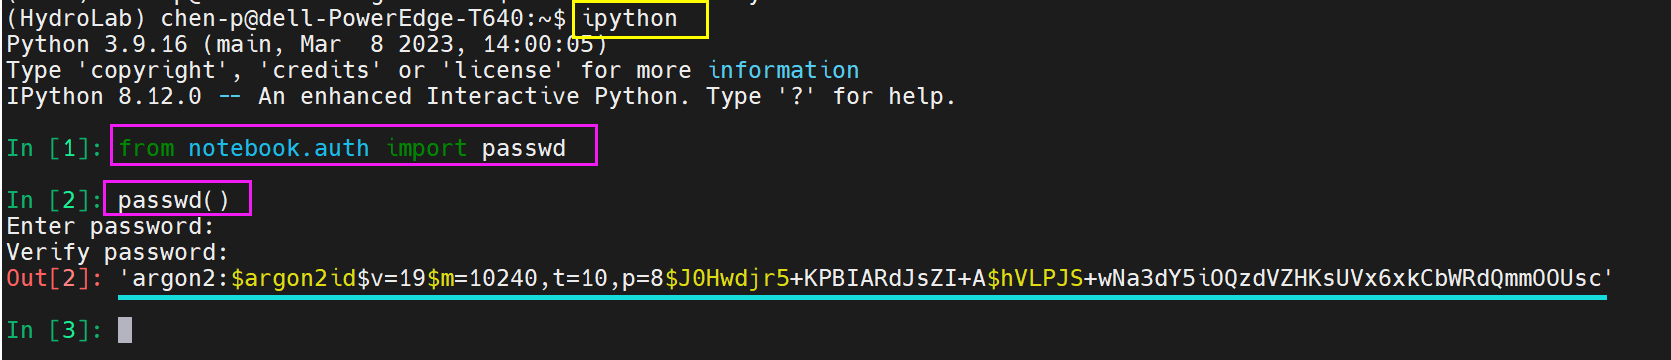 (HydroLab) chen-p@dell-PowerEdge-T640:~$ ipython
Python 3.9.16 (main, Mar  8 2023, 14:00:05)
Type 'copyright', 'credits' or 'license' for more information
IPython 8.12.0 -- An enhanced Interactive Python. Type '?' for help.
In [1]: from notebook.auth import passwd
In [2]: passwd()
Enter password:
Verify password:
Out[2]: 'argon2:$argon2id$v=19$m=10240,t=10,p=8$J0Hwdjr5+KPBIARdJsZI+A$hVLPJS+wNa3dY5iOQzdVZHKsUVx6xkCbWRdQmmOOUsc'
In [3]: